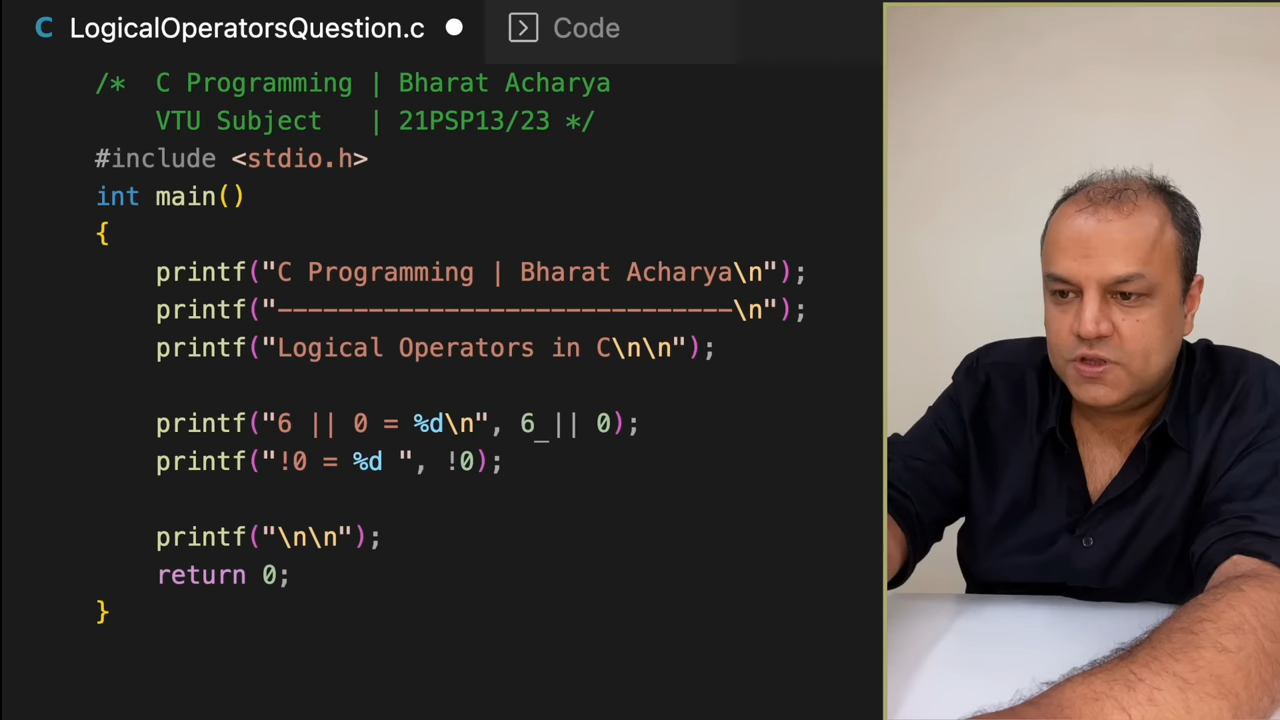 C LogicalOperatorsQuestion.c ● Code
/*  C Programming | Bharat Acharya
    VTU Subject   | 21PSP13/23 */
#include <stdio.h>
int main()
{
    printf("C Programming | Bharat Acharya\n");
    printf("------------------------------\n");
    printf("Logical Operators in C\n\n");
    printf("6 || 0 = %d\n", 6_|| 0);
    printf("!0 = %d ", !0);
    printf("\n\n");
    return 0;
}